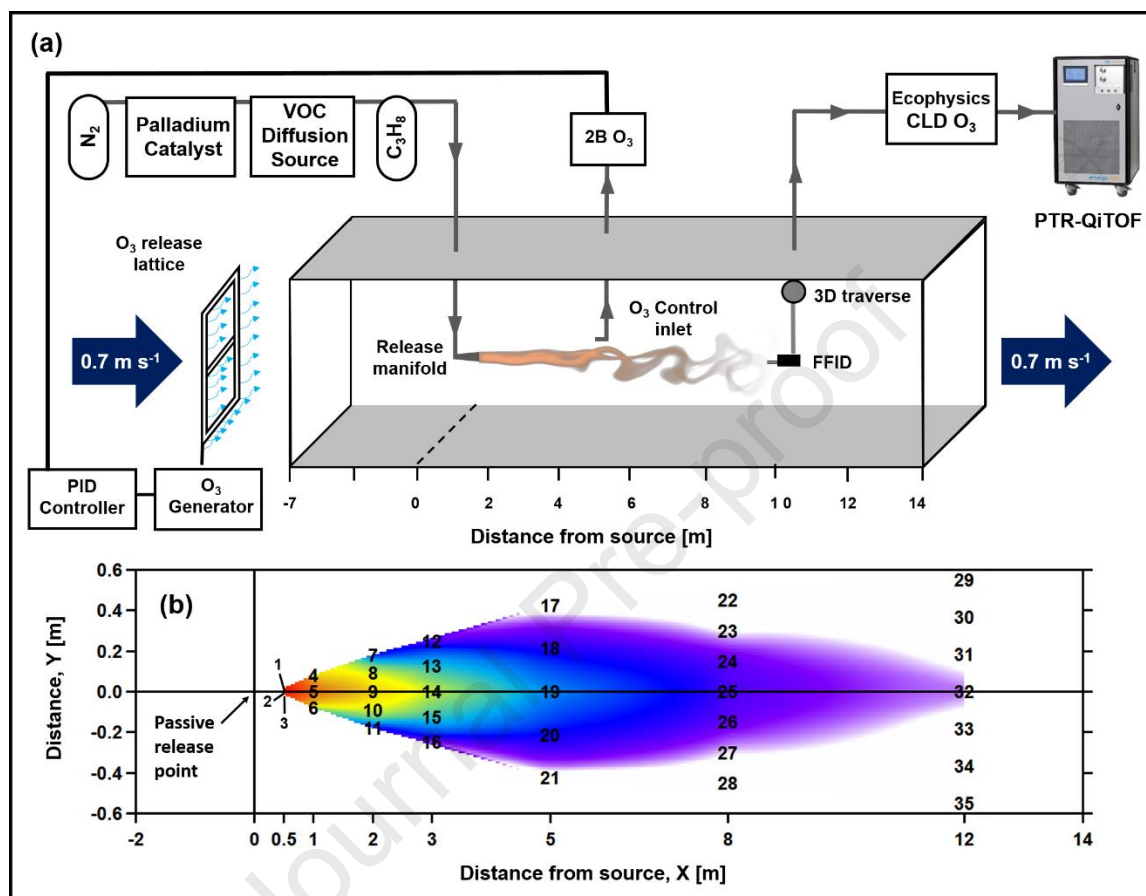 (a)
N2
Palladium
Catalyst
VOC
Diffusion
Source
C3H8
2B O3
Ecophysics
CLD O3
PTR-QiTOF
O3 release
lattice
0.7 m s-1
Release
manifold
O3 Control
inlet
3D traverse
FFID
0.7 m s-1
PID
Controller
O3
Generator
-7 0 2 4 6 8 10 12 14
Distance from source [m]
Journal Pre-proof
(b)
Distance, Y [m]
0.6
0.4
0.2
0.0
-0.2
-0.4
-0.6
Passive
release
point
1
2
3
4
5
6
7
8
9
10
11
12
13
14
15
16
17
18
19
20
21
22
23
24
25
26
27
28
29
30
31
32
33
34
35
-2 0 0.5 1 2 3 5 8 12 14
Distance from source, X [m]